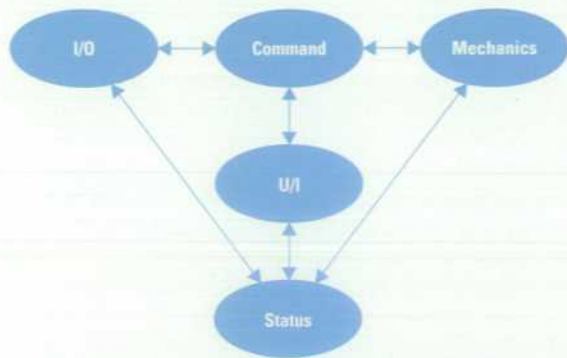 I/O
Command
Mechanics
U/I
Status